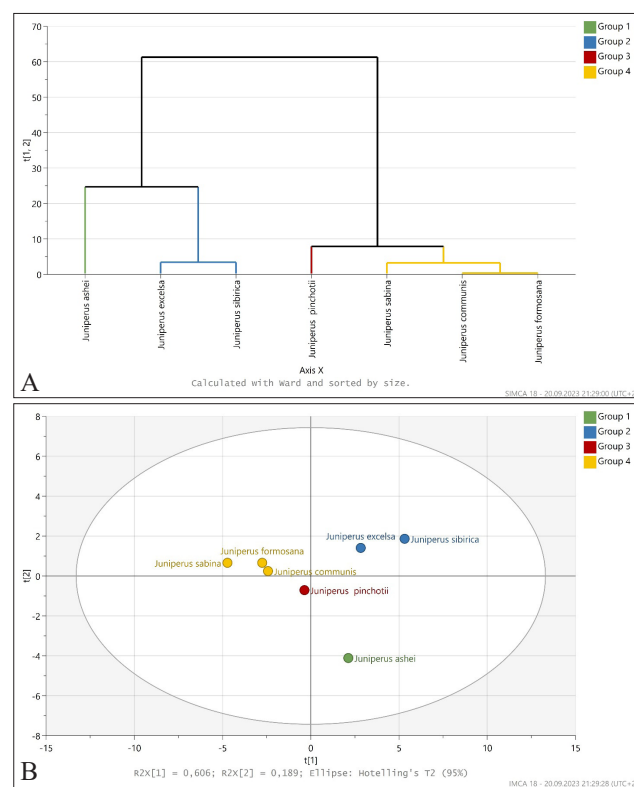 70
60
50
40
30
20
10
0
t[1, 2]
Juniperus ashei
Juniperus excelsa
Juniperus sibirica
Juniperus pinchotii
Juniperus sabina
Juniperus communis
Juniperus formosana
Axis X
Calculated with Ward and sorted by size.
A
SIMCA 18 - 20.09.2023 21:29:00 (UTC+2
Group 1
Group 2
Group 3
Group 4
8
6
4
2
0
-2
-4
-6
-8
t[2]
Juniperus excelsa
Juniperus sibirica
Juniperus formosana
Juniperus sabina
Juniperus communis
Juniperus pinchotii
Juniperus ashei
-15
-10
-5
0
5
10
15
t[1]
R2X[1] = 0,606; R2X[2] = 0,189; Ellipse: Hotelling's T2 (95%)
B
IMCA 18 - 20.09.2023 21:29:28 (UTC+2
Group 1
Group 2
Group 3
Group 4